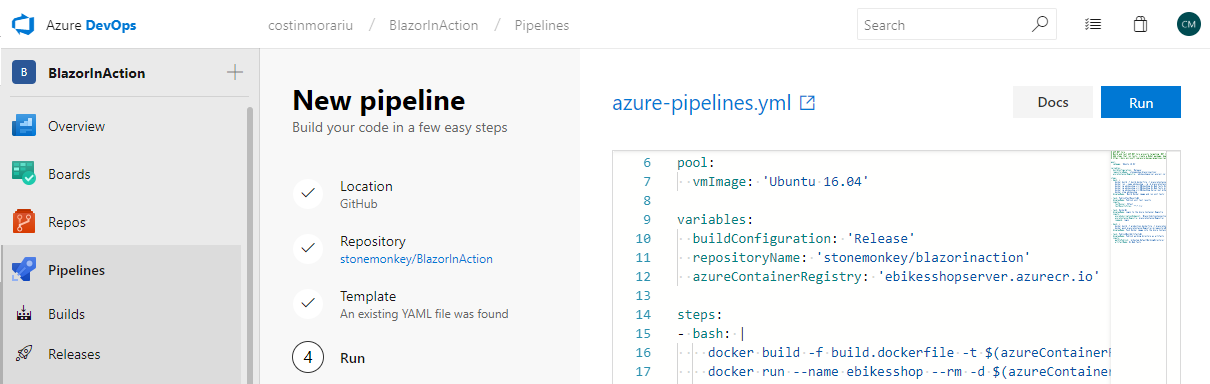 Azure DevOps
costinmorariu / BlazorInAction / Pipelines
Search
CM
B
BlazorInAction
Overview
Boards
Repos
Pipelines
Builds
Releases
New pipeline
Build your code in a few easy steps
Location
GitHub
Repository
stonemonkey/BlazorInAction
Template
An existing YAML file was found
4
Run
azure-pipelines.yml
Docs
Run
6 pool:
7 vmImage: 'Ubuntu 16.04'
8
9 variables:
10 buildConfiguration: 'Release'
11 repositoryName: 'stonemonkey/blazorinaction'
12 azureContainerRegistry: 'ebikesshopserver.azurecr.io'
13
14 steps:
15 - bash: |
16 docker build -f build.dockerfile -t $(azureContainer
17 docker run --name ebikesshop --rm -d $(azureContainer